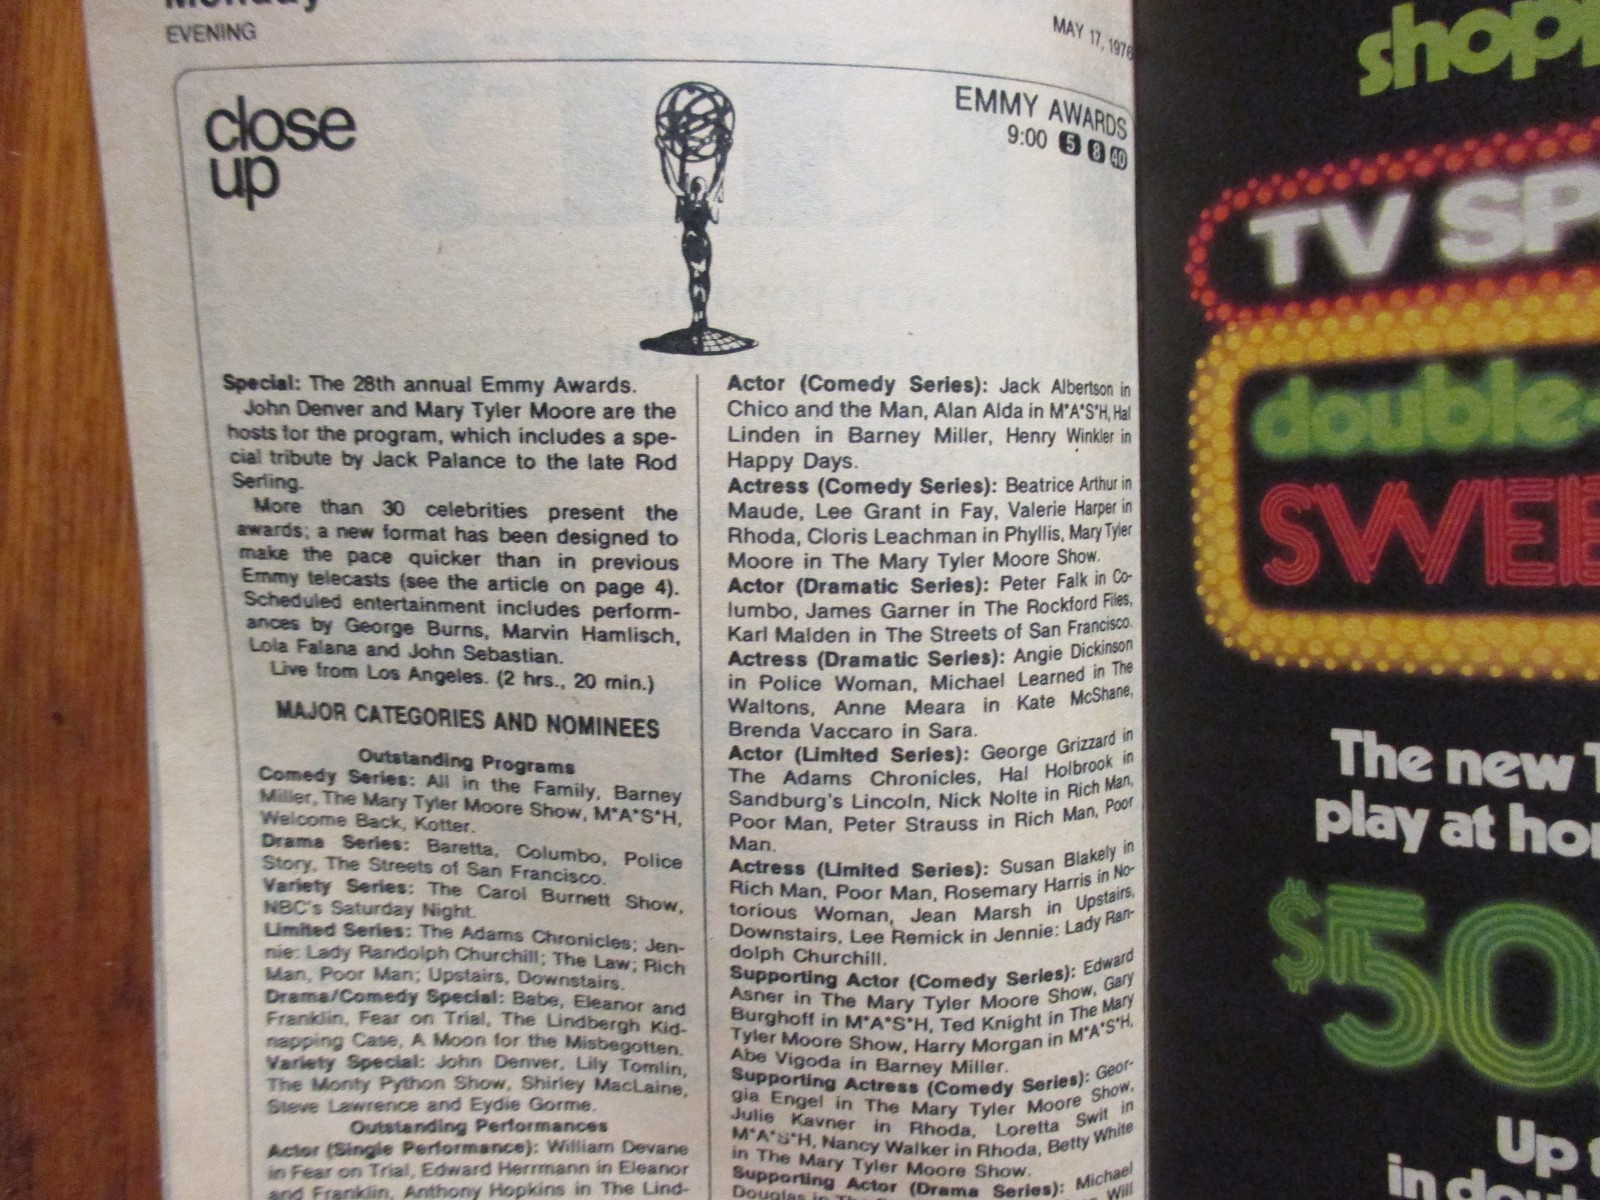 Monday
EVENING
MAY 17, 1976
close
up
EMMY AWARDS
9:00 5 8 40
Special: The 28th annual Emmy Awards.
John Denver and Mary Tyler Moore are the
hosts for the program, which includes a spe-
cial tribute by Jack Palance to the late Rod
Serling.
More than 30 celebrities present the
awards; a new format has been designed to
make the pace quicker than in previous
Emmy telecasts (see the article on page 4).
Scheduled entertainment includes perform-
ances by George Burns, Marvin Hamlisch,
Lola Falana and John Sebastian.
Live from Los Angeles. (2 hrs., 20 min.)
MAJOR CATEGORIES AND NOMINEES
Outstanding Programs
Comedy Series: All in the Family, Barney
Miller, The Mary Tyler Moore Show, M*A*S*H,
Welcome Back, Kotter.
Drama Series: Baretta, Columbo, Police
Story, The Streets of San Francisco.
Variety Series: The Carol Burnett Show,
NBC's Saturday Night.
Limited Series: The Adams Chronicles; Jen-
nie: Lady Randolph Churchill; The Law; Rich
Man, Poor Man; Upstairs, Downstairs.
Drama/Comedy Special: Babe, Eleanor and
Franklin, Fear on Trial, The Lindbergh Kid-
napping Case, A Moon for the Misbegotten.
Variety Special: John Denver, Lily Tomlin,
The Monty Python Show, Shirley MacLaine,
Steve Lawrence and Eydie Gorme.
Outstanding Performances
Actor (Single Performance): William Devane
in Fear on Trial, Edward Herrmann in Eleanor
and Franklin, Anthony Hopkins in The Lind-
Actor (Comedy Series): Jack Albertson in
Chico and the Man, Alan Alda in M*A*S*H, Hal
Linden in Barney Miller, Henry Winkler in
Happy Days.
Actress (Comedy Series): Beatrice Arthur in
Maude, Lee Grant in Fay, Valerie Harper in
Rhoda, Cloris Leachman in Phyllis, Mary Tyler
Moore in The Mary Tyler Moore Show.
Actor (Dramatic Series): Peter Falk in Co-
lumbo, James Garner in The Rockford Files,
Karl Malden in The Streets of San Francisco.
Actress (Dramatic Series): Angie Dickinson
in Police Woman, Michael Learned in The
Waltons, Anne Meara in Kate McShane,
Brenda Vaccaro in Sara.
Actor (Limited Series): George Grizzard in
The Adams Chronicles, Hal Holbrook in
Sandburg's Lincoln, Nick Nolte in Rich Man,
Poor Man, Peter Strauss in Rich Man, Poor
Man.
Actress (Limited Series): Susan Blakely in
Rich Man, Poor Man, Rosemary Harris in No-
torious Woman, Jean Marsh in Upstairs,
Downstairs, Lee Remick in Jennie: Lady Ran-
dolph Churchill.
Supporting Actor (Comedy Series): Edward
Asner in The Mary Tyler Moore Show, Gary
Burghoff in M*A*S*H, Ted Knight in The Mary
Tyler Moore Show, Harry Morgan in M*A*S*H,
Abe Vigoda in Barney Miller.
Supporting Actress (Comedy Series): Geor-
gia Engel in The Mary Tyler Moore Show,
Julie Kavner in Rhoda, Loretta Swit in
M*A*S*H, Nancy Walker in Rhoda, Betty White
in The Mary Tyler Moore Show.
Supporting Actor (Drama Series): Michael
Douglas in The Will
shopp
TV SP
double-
SWEE
The new T
play at hom
$50,
Up t
in doub